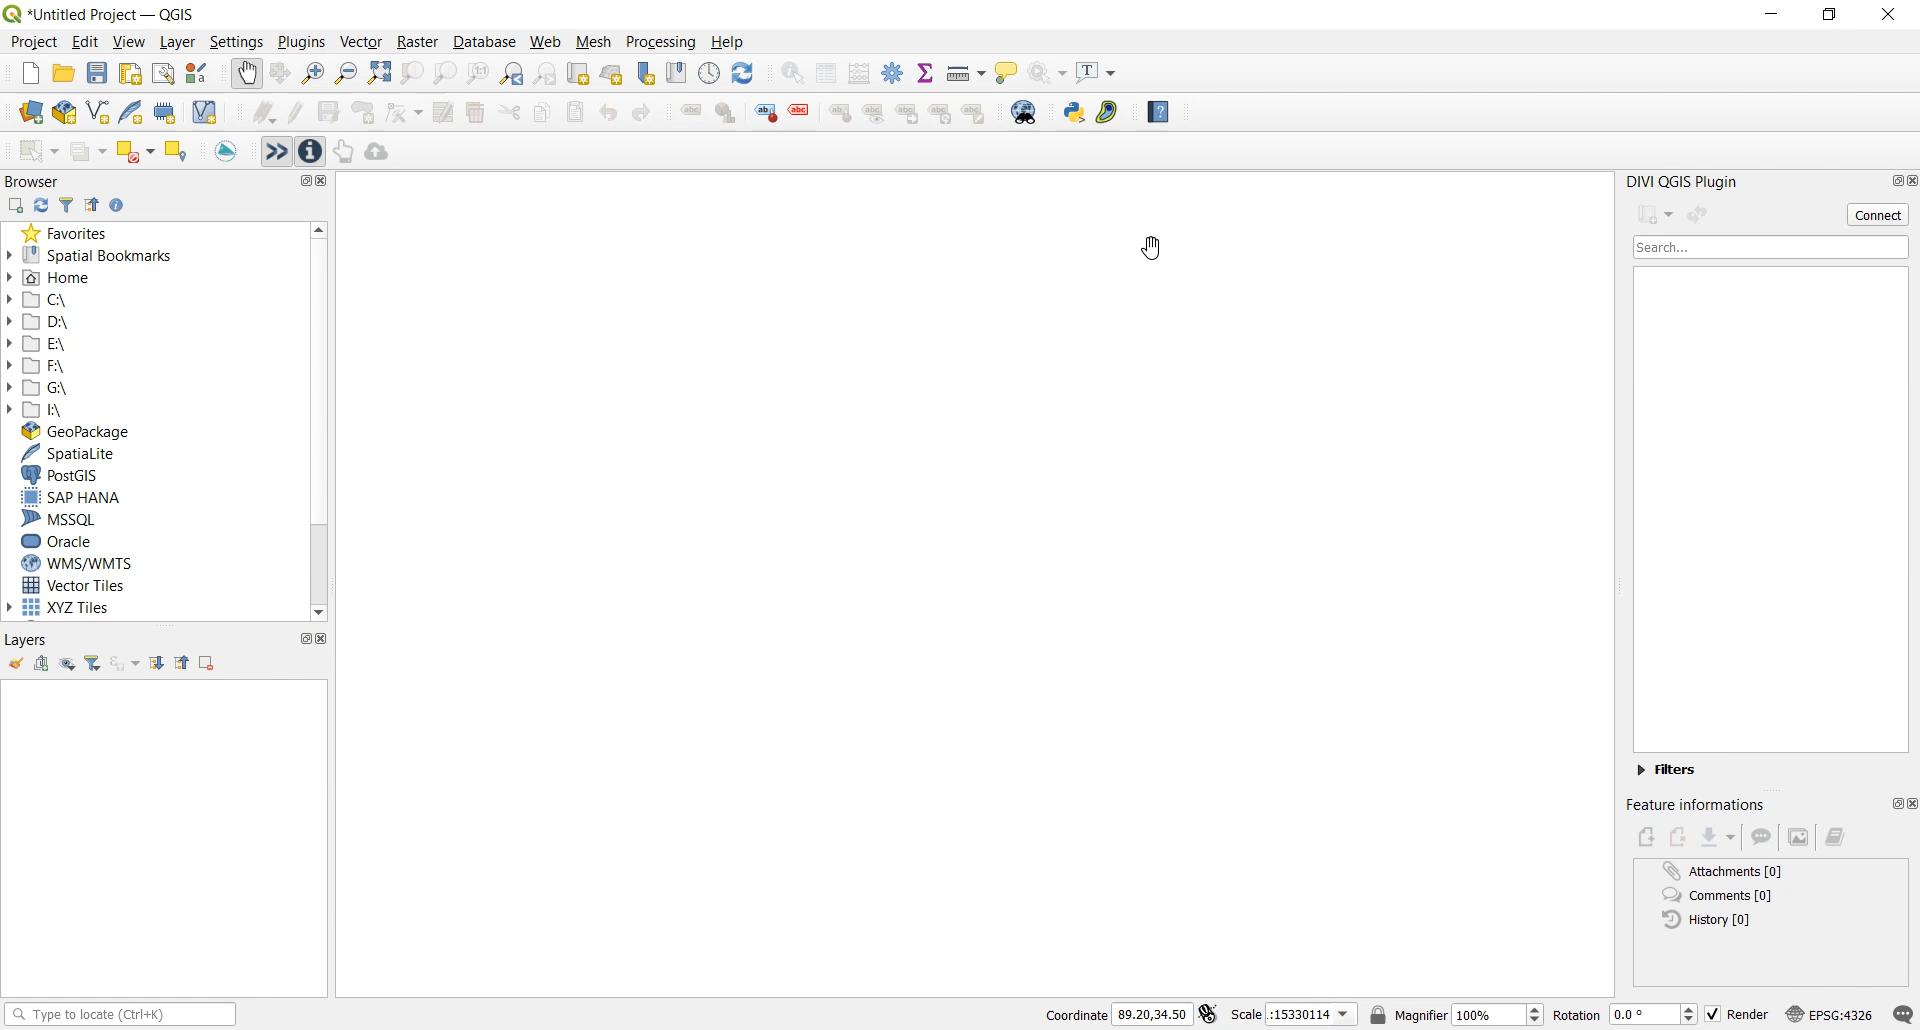 *Untitled Project — QGIS
Project Edit View Layer Settings Plugins Vector Raster Database Web Mesh Processing Help
Browser
Favorites
Spatial Bookmarks
Home
C:\
D:\
E:\
F:\
G:\
I:\
GeoPackage
SpatiaLite
PostGIS
SAP HANA
MSSQL
Oracle
WMS/WMTS
Vector Tiles
XYZ Tiles
Layers
DIVI QGIS Plugin
Connect
Search...
Filters
Feature informations
Attachments [0]
Comments [0]
History [0]
Type to locate (Ctrl+K)
Coordinate 89.20,34.50 Scale :15330114 Magnifier 100% Rotation 0.0 ° Render EPSG:4326